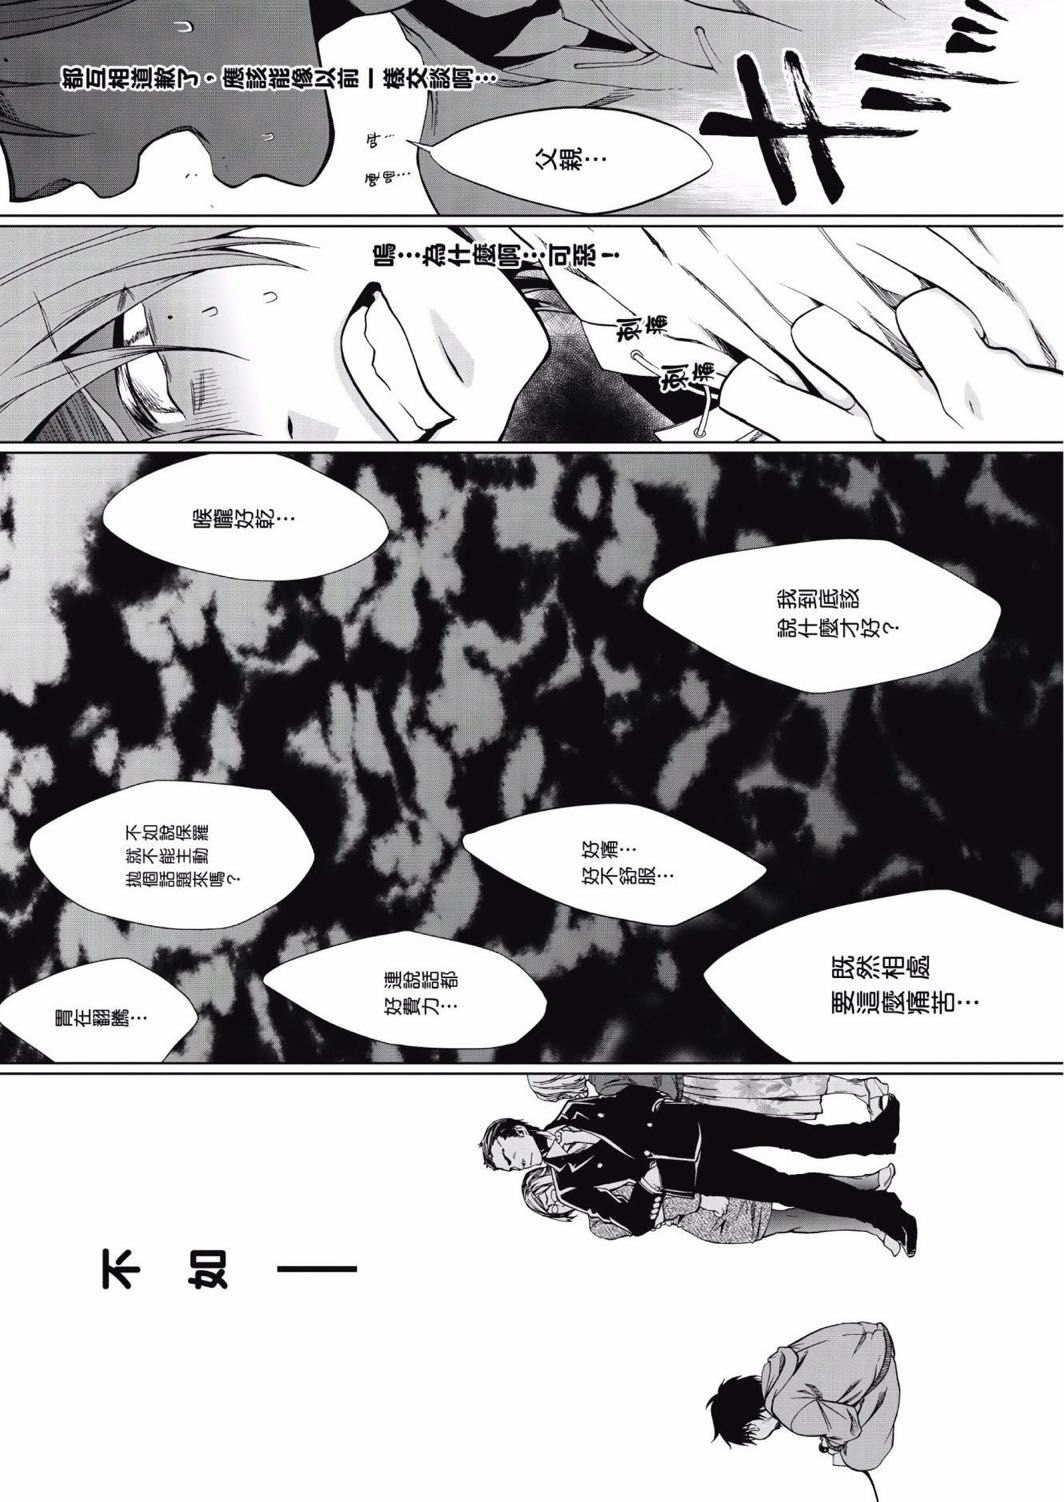 都互相道歉了，應該能像以前一樣交談啊…
父親…
哽咽…
嗚…為什麼啊…可惡！
刺痛
刺痛
喉嚨好乾…
我到底該
說什麼才好？
不如說保羅
就不能主動
拋個話題來嗎？
好痛…
好不舒服…
胃在翻騰…
連說話都
好費力…
既然相處
要這麼痛苦…
不如—